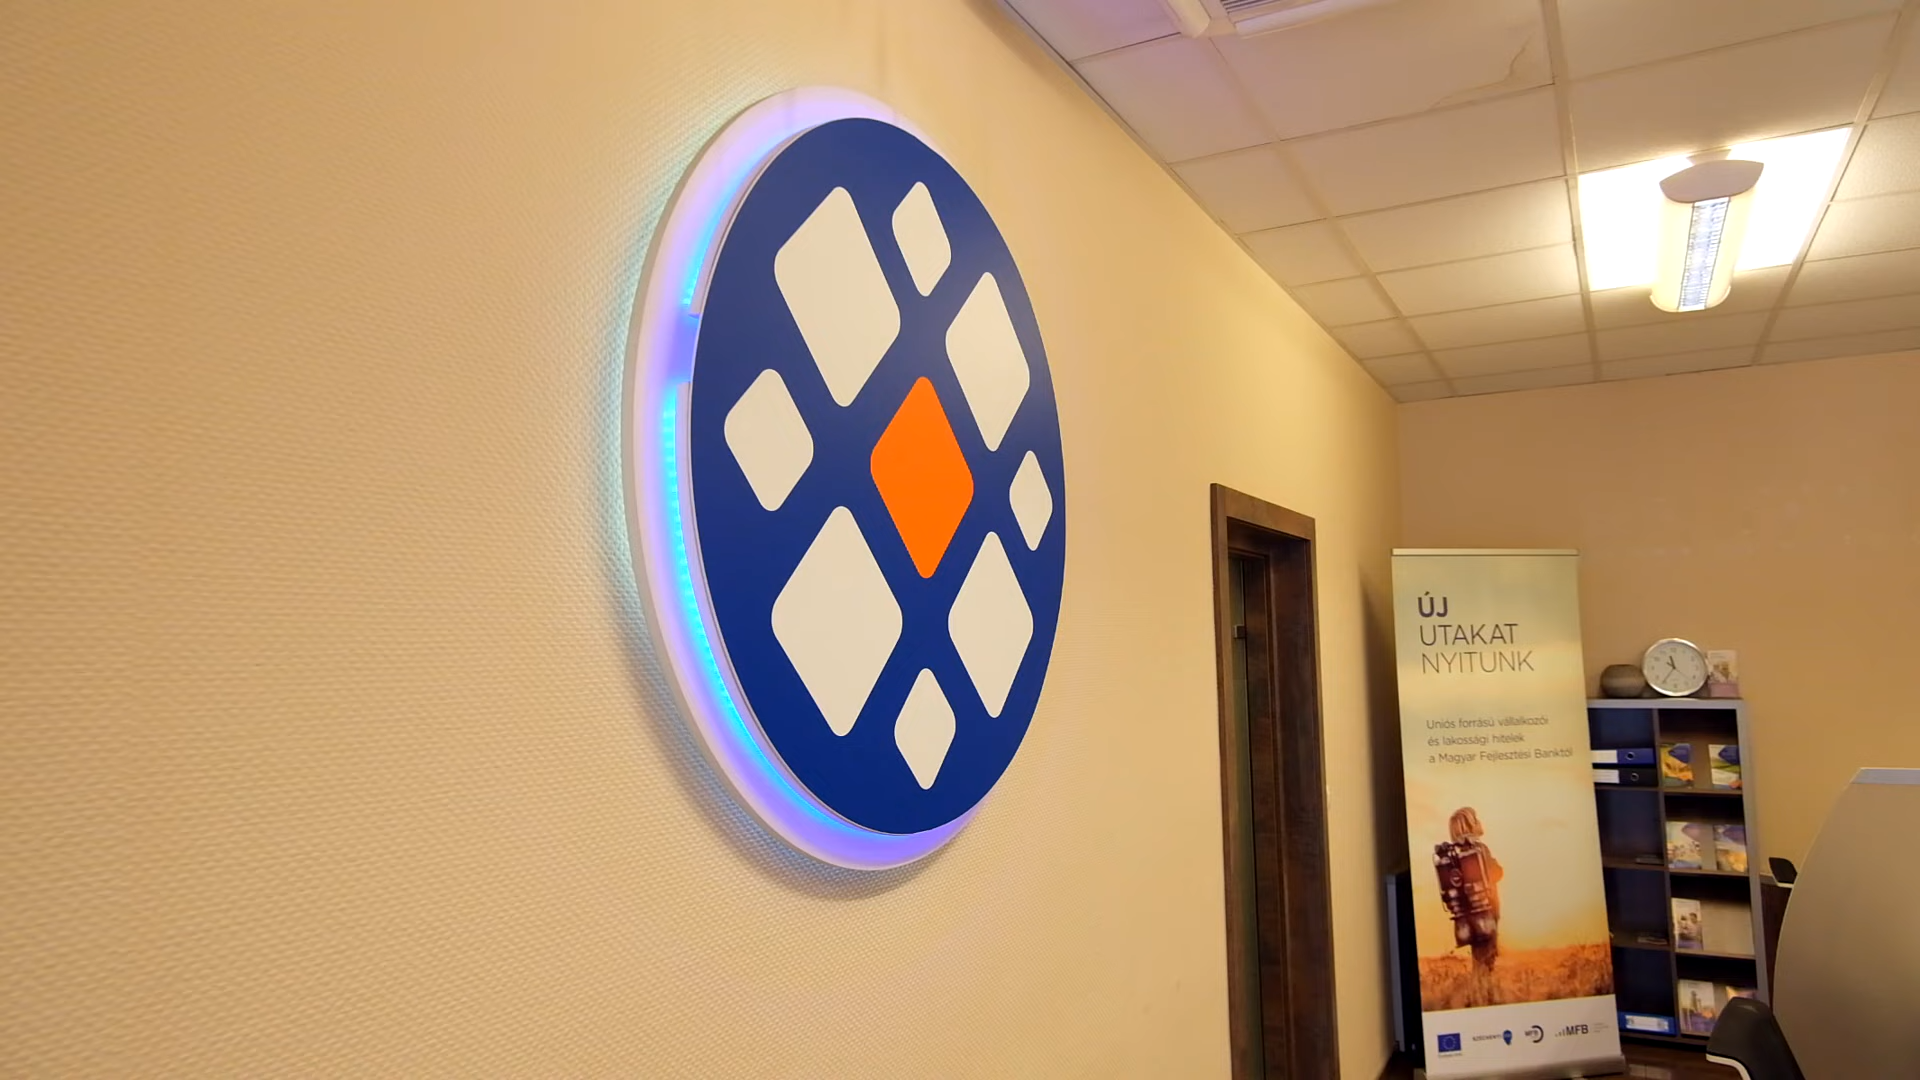 ÚJ
UTAKAT
NYITUNK
Uniós forrású vállalkozói
és lakossági hitelek
a Magyar Fejlesztési Banktól
MFB